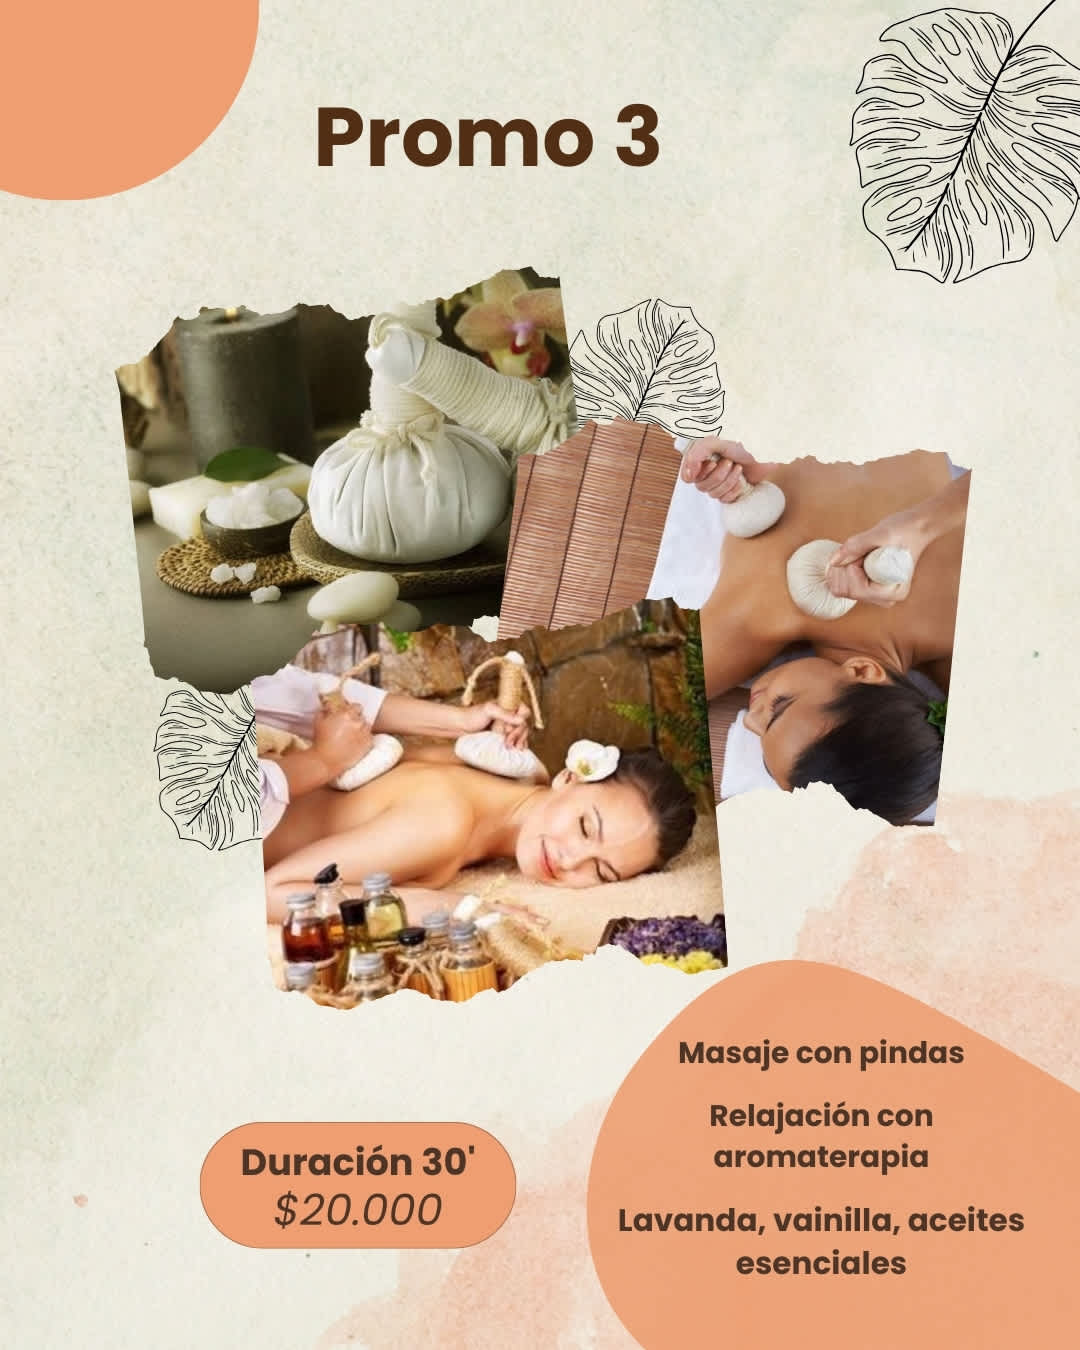 Promo 3
Masaje con pindas
Relajación con
aromaterapia
Lavanda, vainilla, aceites
esenciales
Duración 30'
$20.000